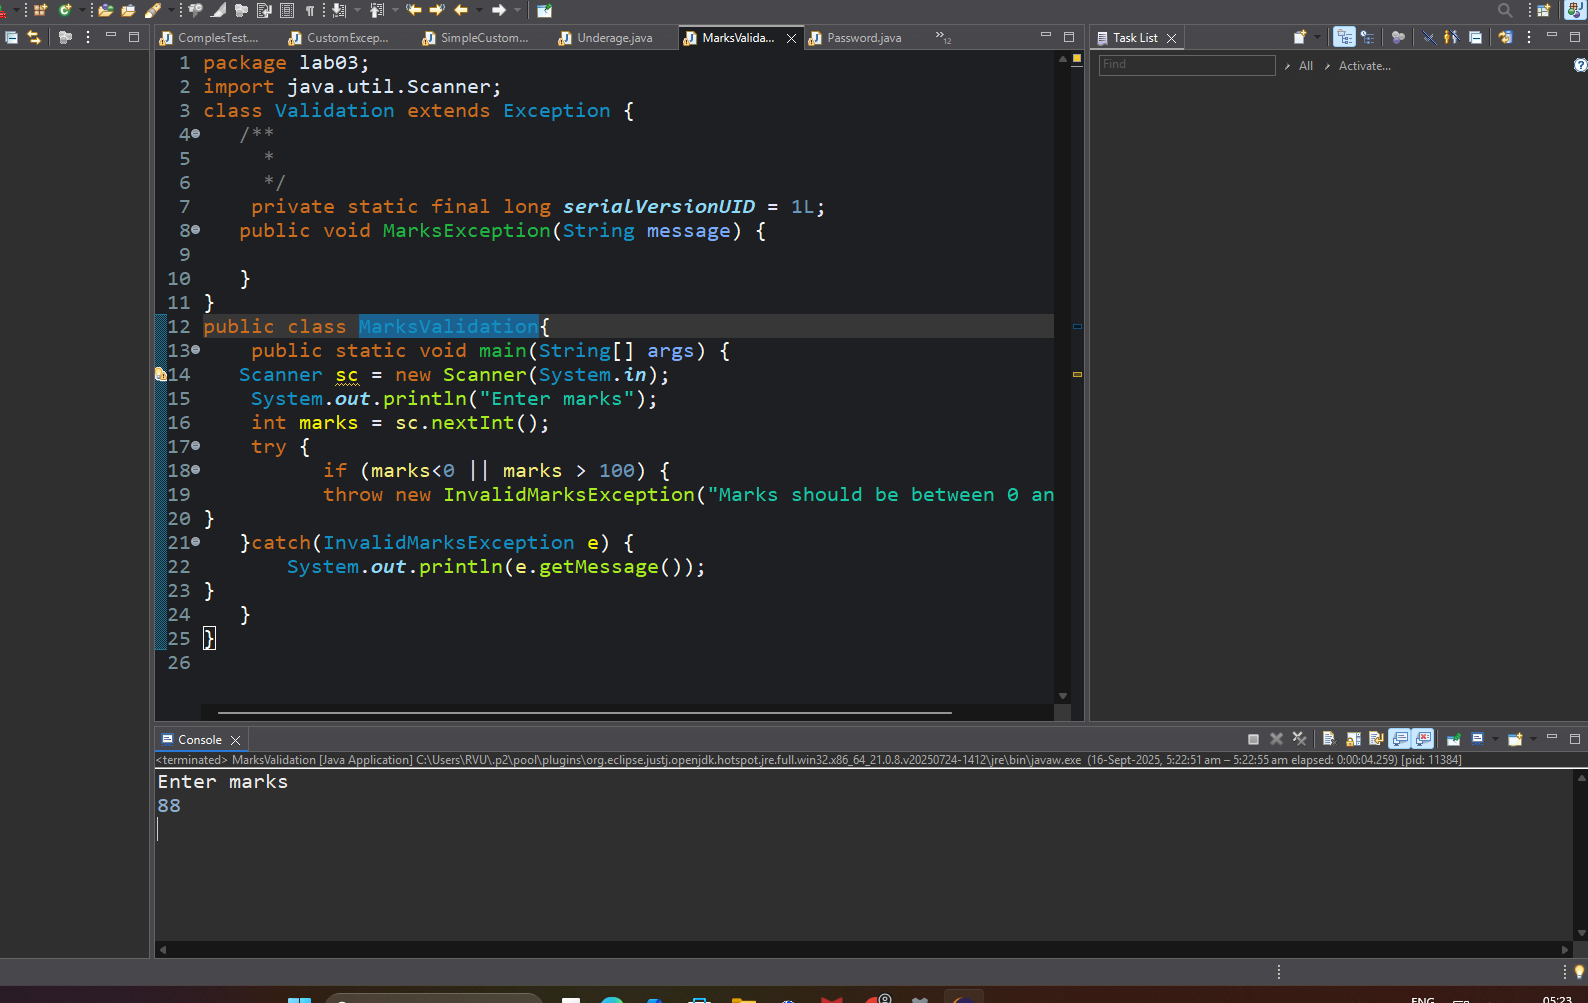 ComplesTest....
CustomExcep...
SimpleCustom...
Underage.java
MarksValida...
Password.java
»12
Task List
Find
All
Activate...
1 package lab03;
2 import java.util.Scanner;
3 class Validation extends Exception {
4 /**
5 *
6 */
7 private static final long serialVersionUID = 1L;
8 public void MarksException(String message) {
9
10 }
11 }
12 public class MarksValidation{
13 public static void main(String[] args) {
14 Scanner sc = new Scanner(System.in);
15 System.out.println("Enter marks");
16 int marks = sc.nextInt();
17 try {
18 if (marks<0 || marks > 100) {
19 throw new InvalidMarksException("Marks should be between 0 an
20 }
21 }catch(InvalidMarksException e) {
22 System.out.println(e.getMessage());
23 }
24 }
25 }
26
Console
<terminated> MarksValidation [Java Application] C:\Users\RVU\.p2\pool\plugins\org.eclipse.justj.openjdk.hotspot.jre.full.win32.x86_64_21.0.8.v20250724-1412\jre\bin\javaw.exe (16-Sept-2025, 5:22:51 am – 5:22:55 am elapsed: 0:00:04.259) [pid: 11384]
Enter marks
88
ENG
05:23